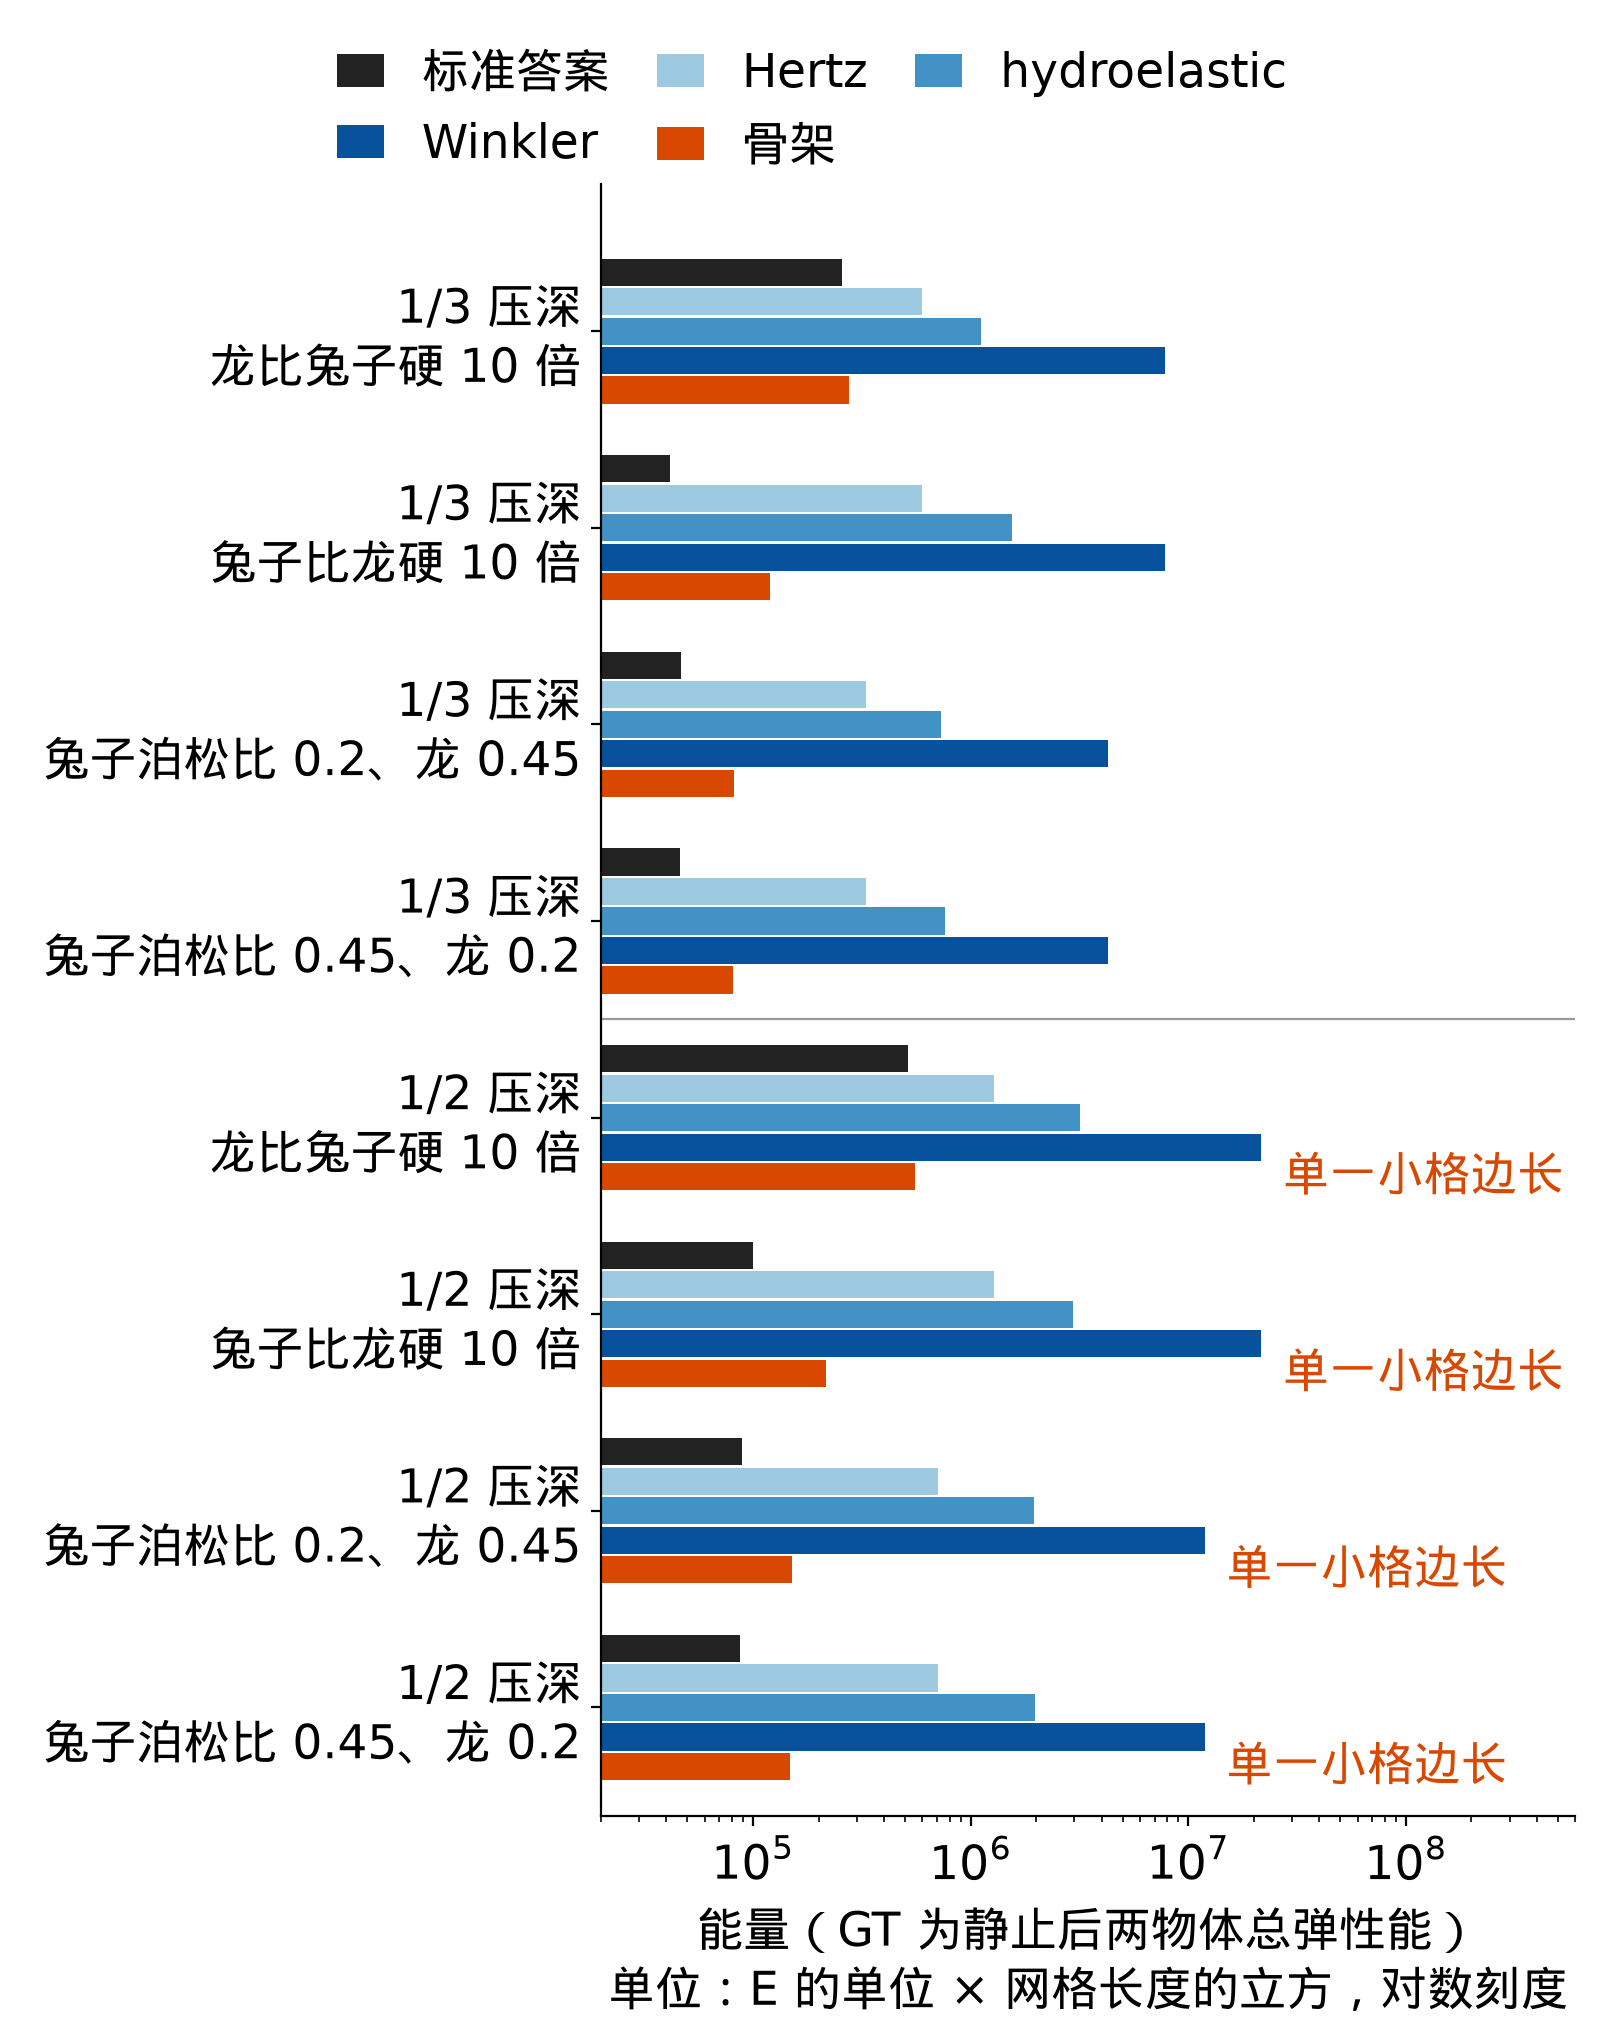 标准答案 Hertz hydroelastic
Winkler 骨架
1/3 压深
龙比兔子硬 10 倍
1/3 压深
兔子比龙硬 10 倍
1/3 压深
兔子泊松比 0.2、龙 0.45
1/3 压深
兔子泊松比 0.45、龙 0.2
1/2 压深
龙比兔子硬 10 倍
单一小格边长
1/2 压深
兔子比龙硬 10 倍
单一小格边长
1/2 压深
兔子泊松比 0.2、龙 0.45
单一小格边长
1/2 压深
兔子泊松比 0.45、龙 0.2
单一小格边长
10⁵ 10⁶ 10⁷ 10⁸
能量（GT 为静止后两物体总弹性能）
单位：E 的单位 × 网格长度的立方，对数刻度